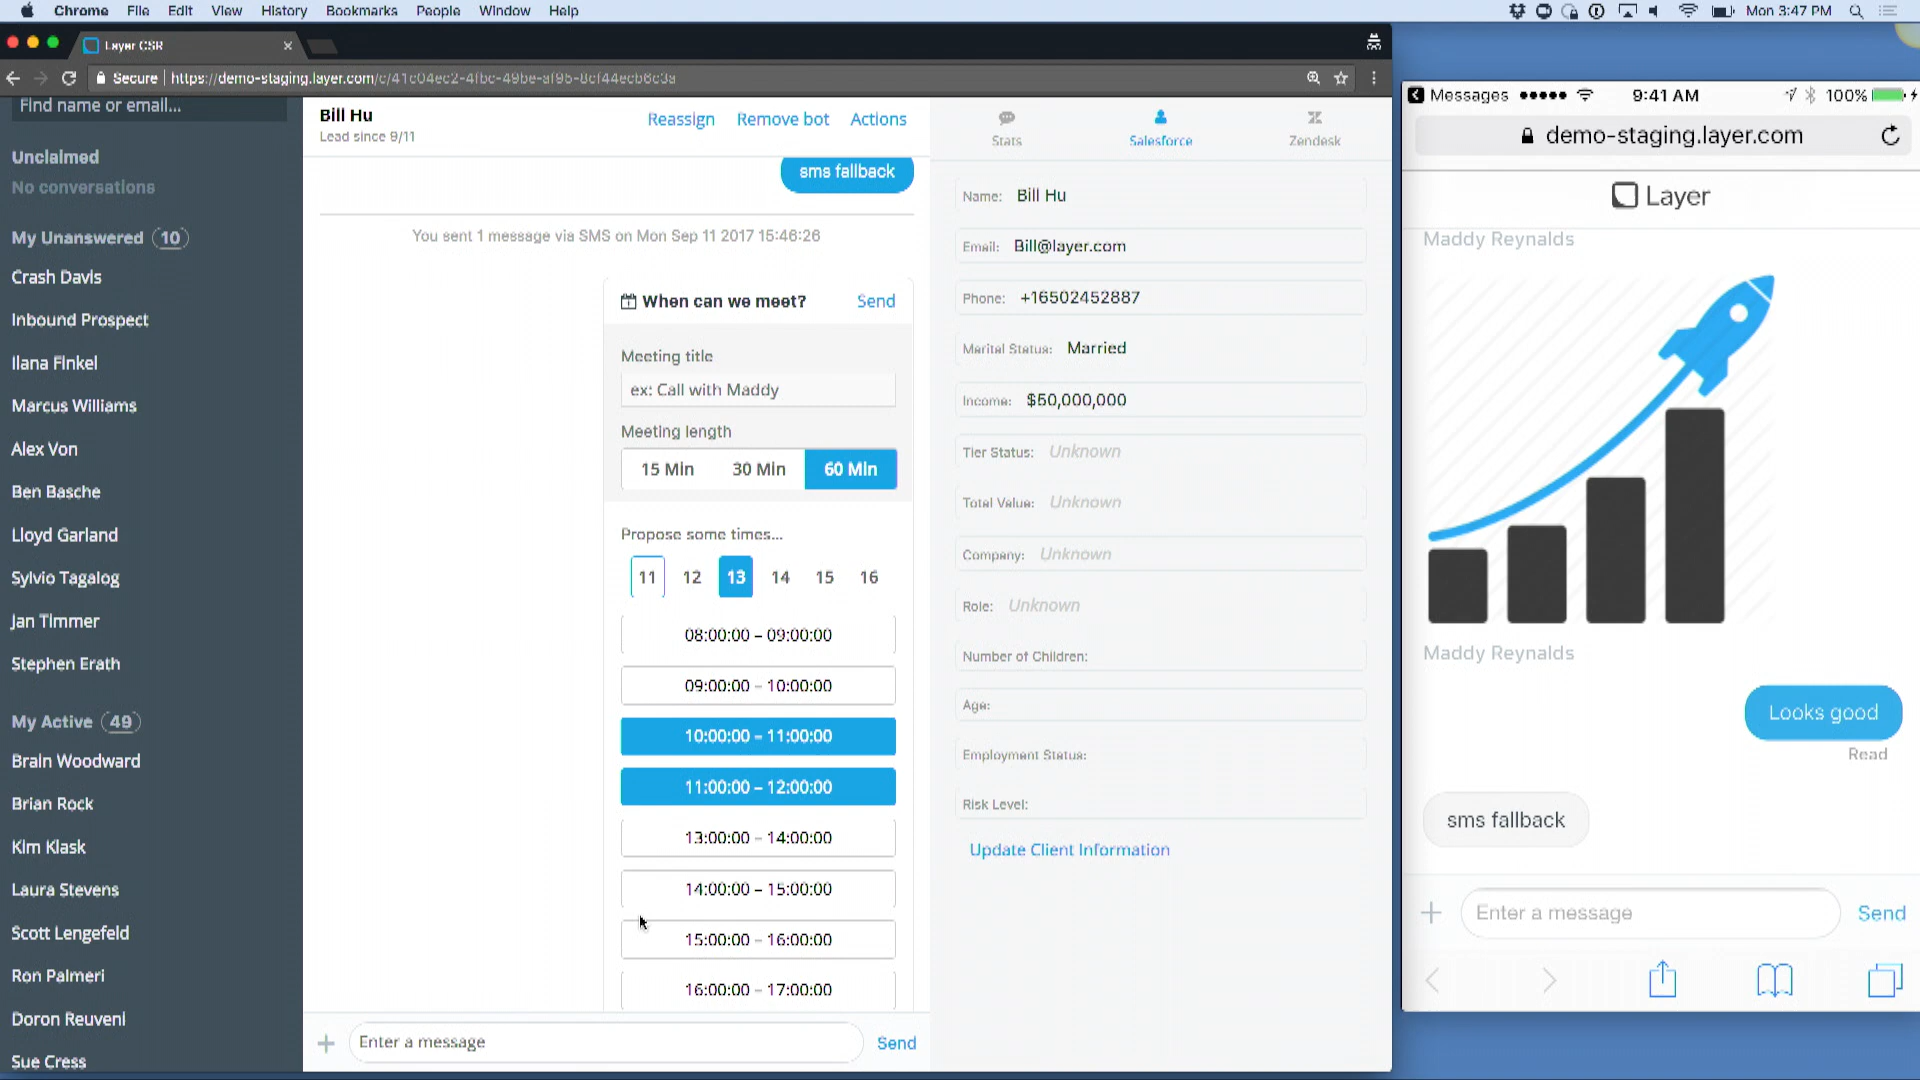 Chrome File Edit View History Bookmarks People Window Help
Mon 3:47 PM
Layer CSR
Secure
Find name or email...
Unclaimed
No conversations
My Unanswered 10
Crash Davis
Inbound Prospect
Ilana Finkel
Marcus Williams
Alex Von
Ben Basche
Lloyd Garland
Sylvio Tagalog
Jan Timmer
Stephen Erath
My Active 49
Brain Woodward
Brian Rock
Kim Klask
Laura Stevens
Scott Lengefeld
Ron Palmeri
Doron Reuveni
Sue Cress
Bill Hu
Lead since 9/11
Reassign Remove bot Actions
sms fallback
You sent 1 message via SMS on Mon Sep 11 2017 15:46:26
When can we meet? Send
Meeting title
ex: Call with Maddy
Meeting length
15 Min 30 Min 60 Min
Propose some times...
11 12 13 14 15 16
08:00:00 – 09:00:00
09:00:00 – 10:00:00
10:00:00 – 11:00:00
11:00:00 – 12:00:00
13:00:00 – 14:00:00
14:00:00 – 15:00:00
15:00:00 – 16:00:00
16:00:00 – 17:00:00
Enter a message Send
Stats Salesforce Zendesk
Name: Bill Hu
Email: Bill@layer.com
Phone: +16502452887
Marital Status: Married
Income: $50,000,000
Tier Status: Unknown
Total Value: Unknown
Company: Unknown
Role: Unknown
Number of Children:
Age:
Employment Status:
Risk Level:
Update Client Information
Messages 9:41 AM 100%
demo-staging.layer.com
Layer
Maddy Reynalds
Maddy Reynalds
Looks good
Read
sms fallback
Enter a message Send